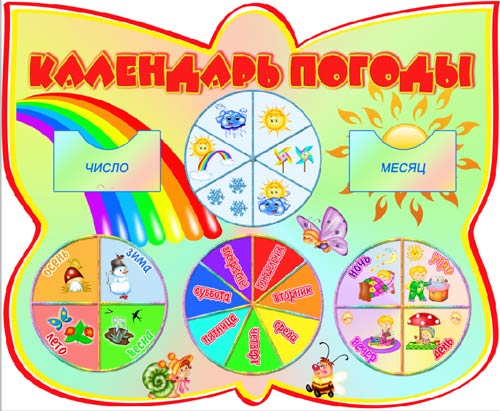 КАЛЕНДАРЬ ПОГОДЫ
ЧИСЛО
МЕСЯЦ
осень
зима
лето
весна
воскресенье
понедельник
вторник
среда
четверг
пятница
суббота
ночь
утро
вечер
день